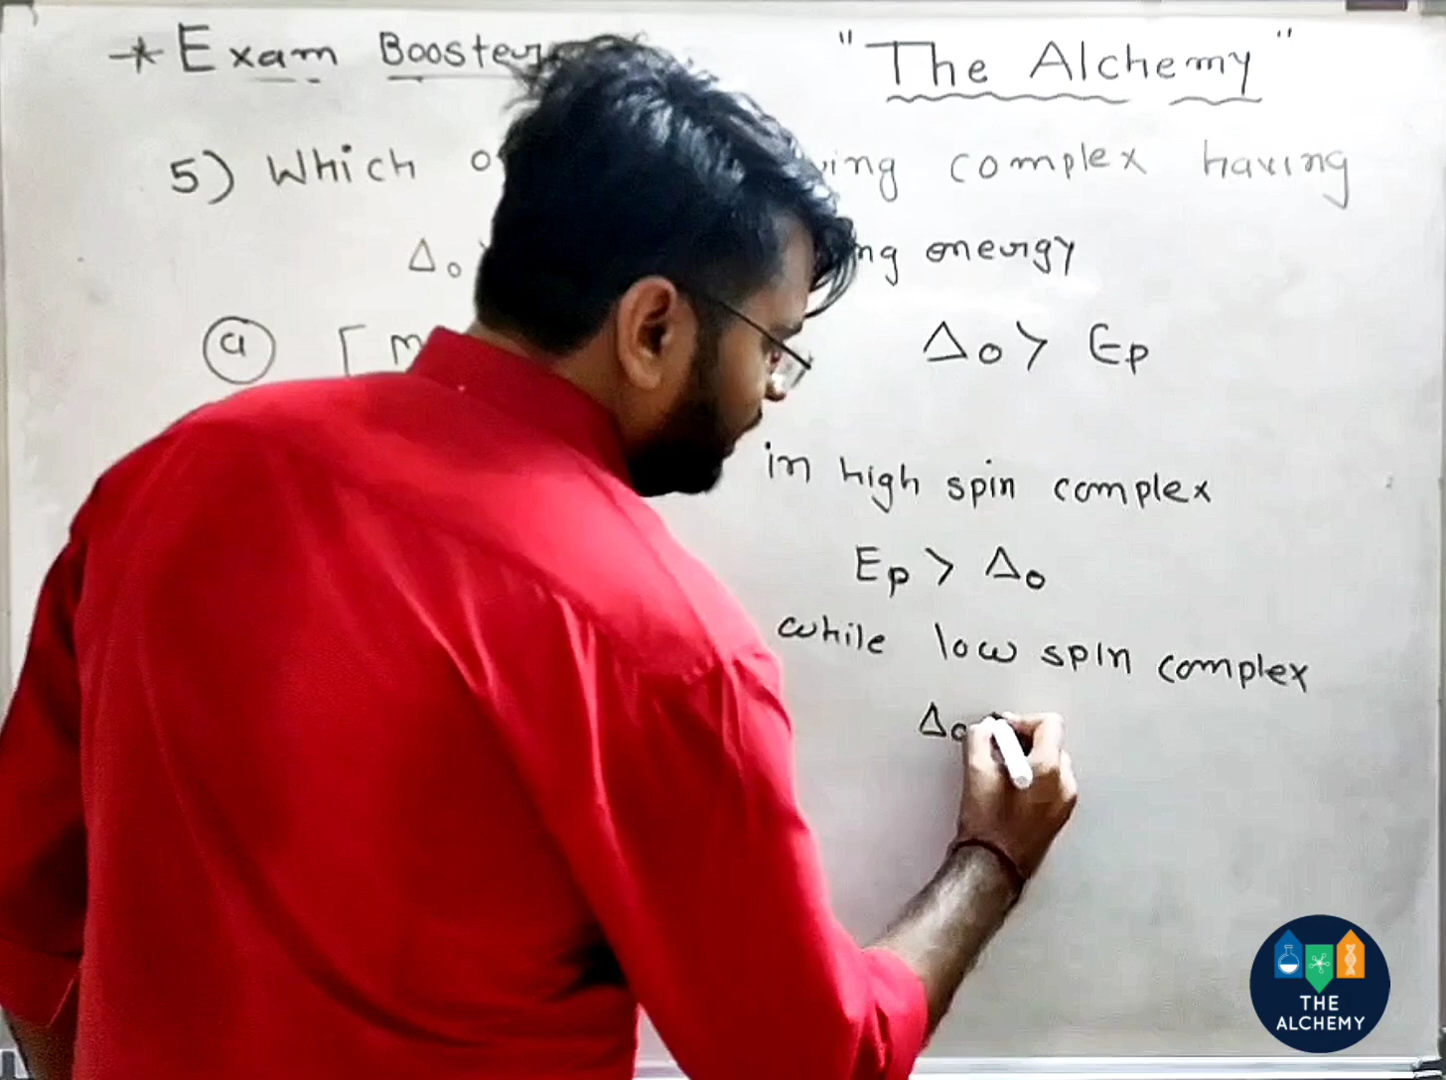 * Exam Booster "The Alchemy"
5) Which ing complex having
Δo energy
(a) [ Δo > Ep
in high spin complex
Ep > Δo
while low spin complex
Δo
THE
ALCHEMY